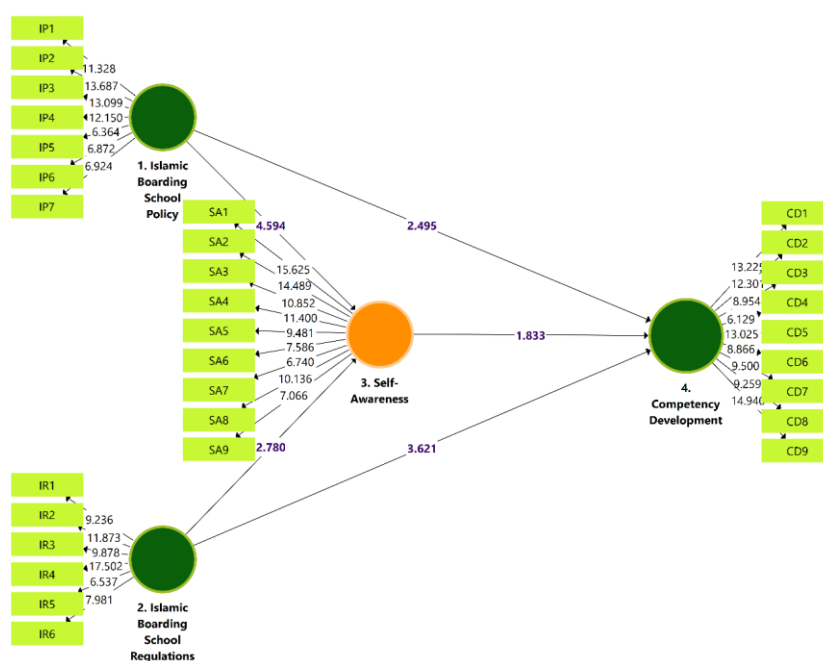 IP1
IP2
IP3
IP4
IP5
IP6
IP7
11.328
13.687
13.099
12.150
6.364
6.872
6.924
1. Islamic
Boarding
School
Policy
SA1
SA2
SA3
SA4
SA5
SA6
SA7
SA8
SA9
4.594
15.625
14.489
10.852
11.400
9.481
7.586
6.740
10.136
7.066
2.780
3. Self-
Awareness
2.495
1.833
3.621
CD1
CD2
CD3
CD4
CD5
CD6
CD7
CD8
CD9
13.225
12.301
8.954
6.129
13.025
8.866
9.500
9.259
14.940
4.
Competency
Development
IR1
IR2
IR3
IR4
IR5
IR6
9.236
11.873
9.878
17.502
6.537
7.981
2. Islamic
Boarding
School
Regulations